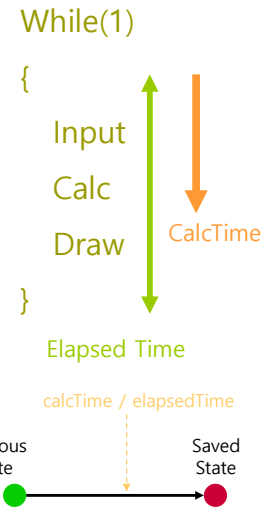 While(1)
{
Input
Calc
Draw
CalcTime
}
Elapsed Time
calcTime / elapsedTime
Saved
State